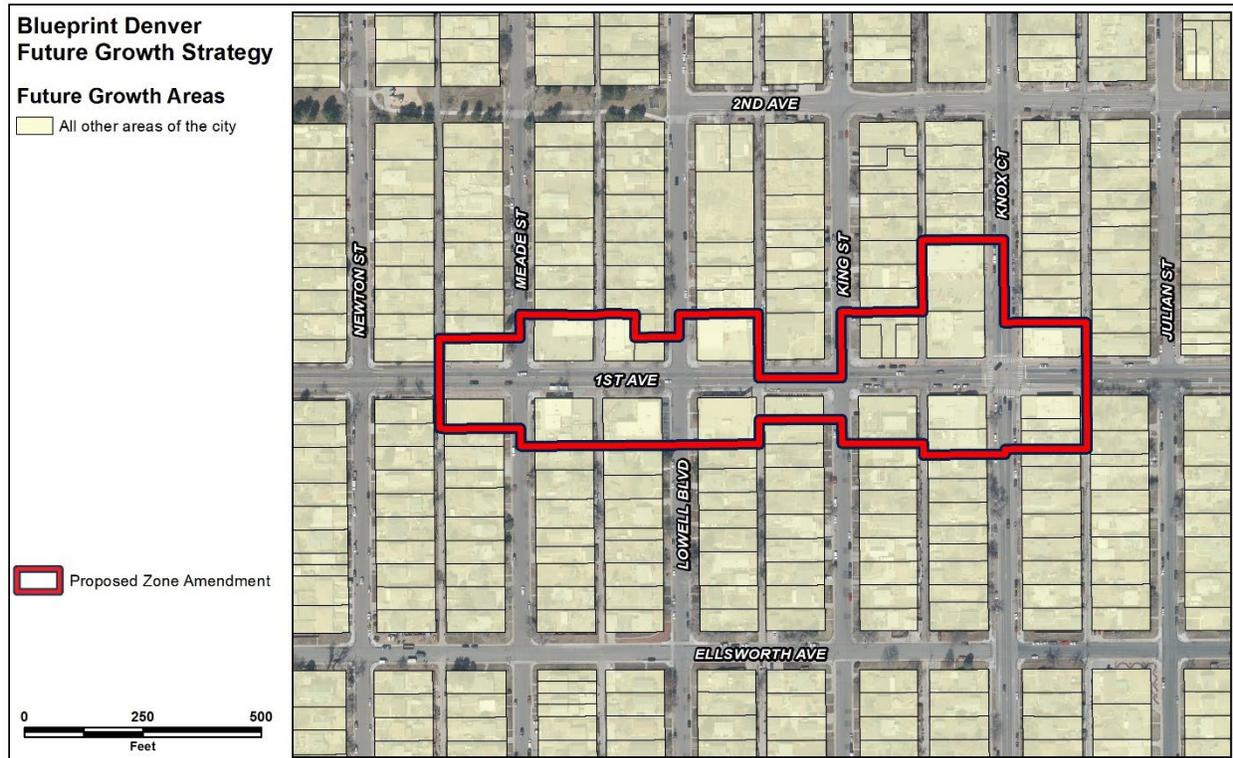 Blueprint Denver
Future Growth Strategy
Future Growth Areas
All other areas of the city
2ND AVE
KNOX CT
MEADE ST
KING ST
NEWTON ST
JULIAN ST
1ST AVE
LOWELL BLVD
Proposed Zone Amendment
ELLSWORTH AVE
0 250 500
Feet